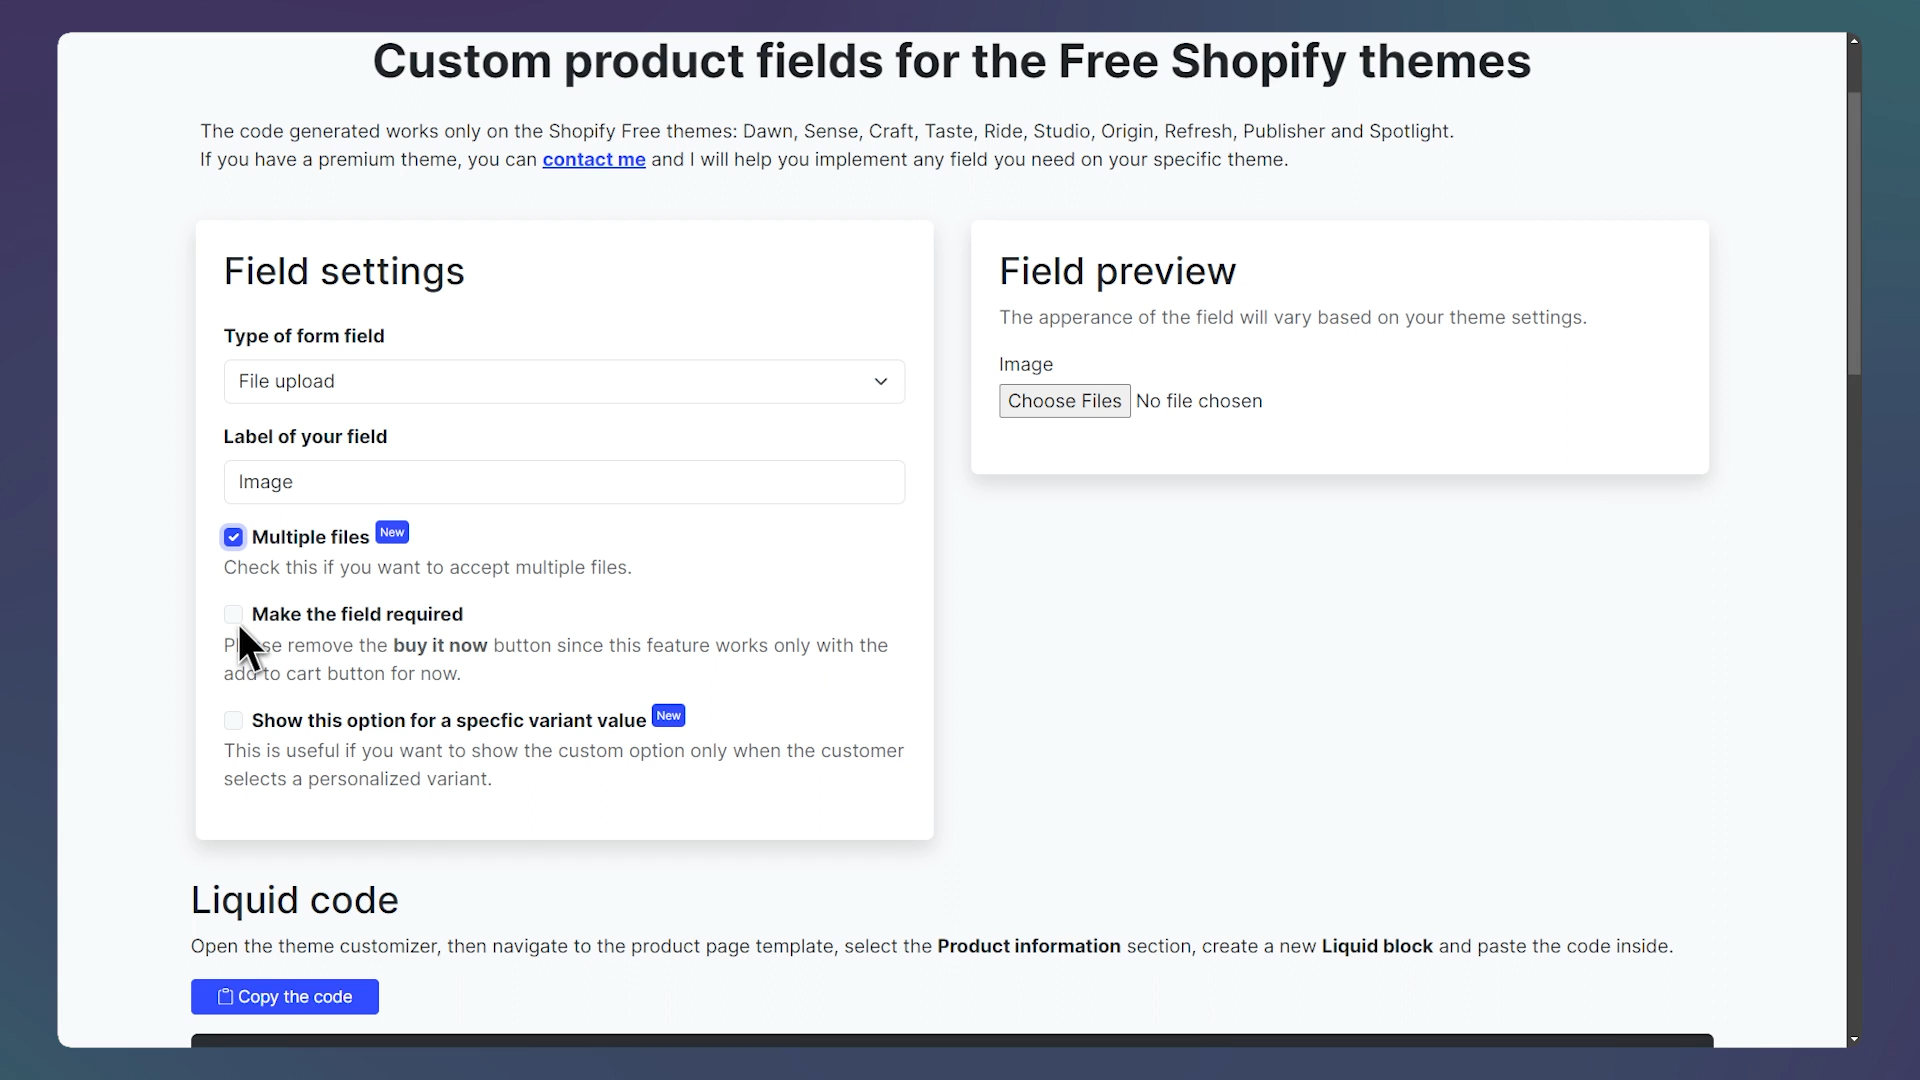 Custom product fields for the Free Shopify themes
The code generated works only on the Shopify Free themes: Dawn, Sense, Craft, Taste, Ride, Studio, Origin, Refresh, Publisher and Spotlight.
If you have a premium theme, you can contact me and I will help you implement any field you need on your specific theme.
Field settings
Type of form field
File upload
Label of your field
Image
Multiple files New
Check this if you want to accept multiple files.
Make the field required
remove the buy it now button since this feature works only with the
to cart button for now.
Show this option for a specfic variant value New
This is useful if you want to show the custom option only when the customer
selects a personalized variant.
Field preview
The apperance of the field will vary based on your theme settings.
Image
Choose Files No file chosen
Liquid code
Open the theme customizer, then navigate to the product page template, select the Product information section, create a new Liquid block and paste the code inside.
Copy the code